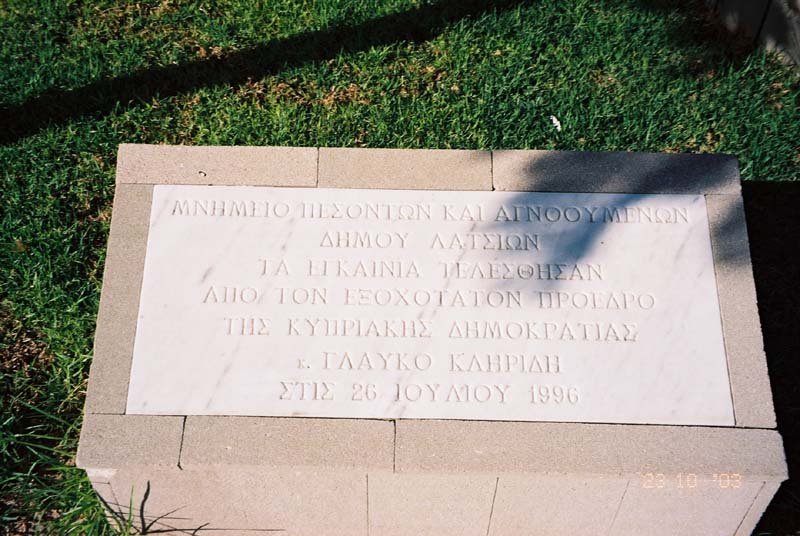 ΜΝΗΜΕΙΟ ΠΕΣΟΝΤΩΝ ΚΑΙ ΑΓΝΟΟΥΜΕΝΩΝ
ΔΗΜΟΥ ΛΑΤΣΙΩΝ
ΤΑ ΕΓΚΑΙΝΙΑ ΤΕΛΕΣΘΗΣΑΝ
ΑΠΟ ΤΟΝ ΕΞΟΧΟΤΑΤΟΝ ΠΡΟΕΔΡΟ
ΤΗΣ ΚΥΠΡΙΑΚΗΣ ΔΗΜΟΚΡΑΤΙΑΣ
κ. ΓΛΑΥΚΟ ΚΛΗΡΙΔΗ
ΣΤΙΣ 26 ΙΟΥΛΙΟΥ 1996
23 10 '03